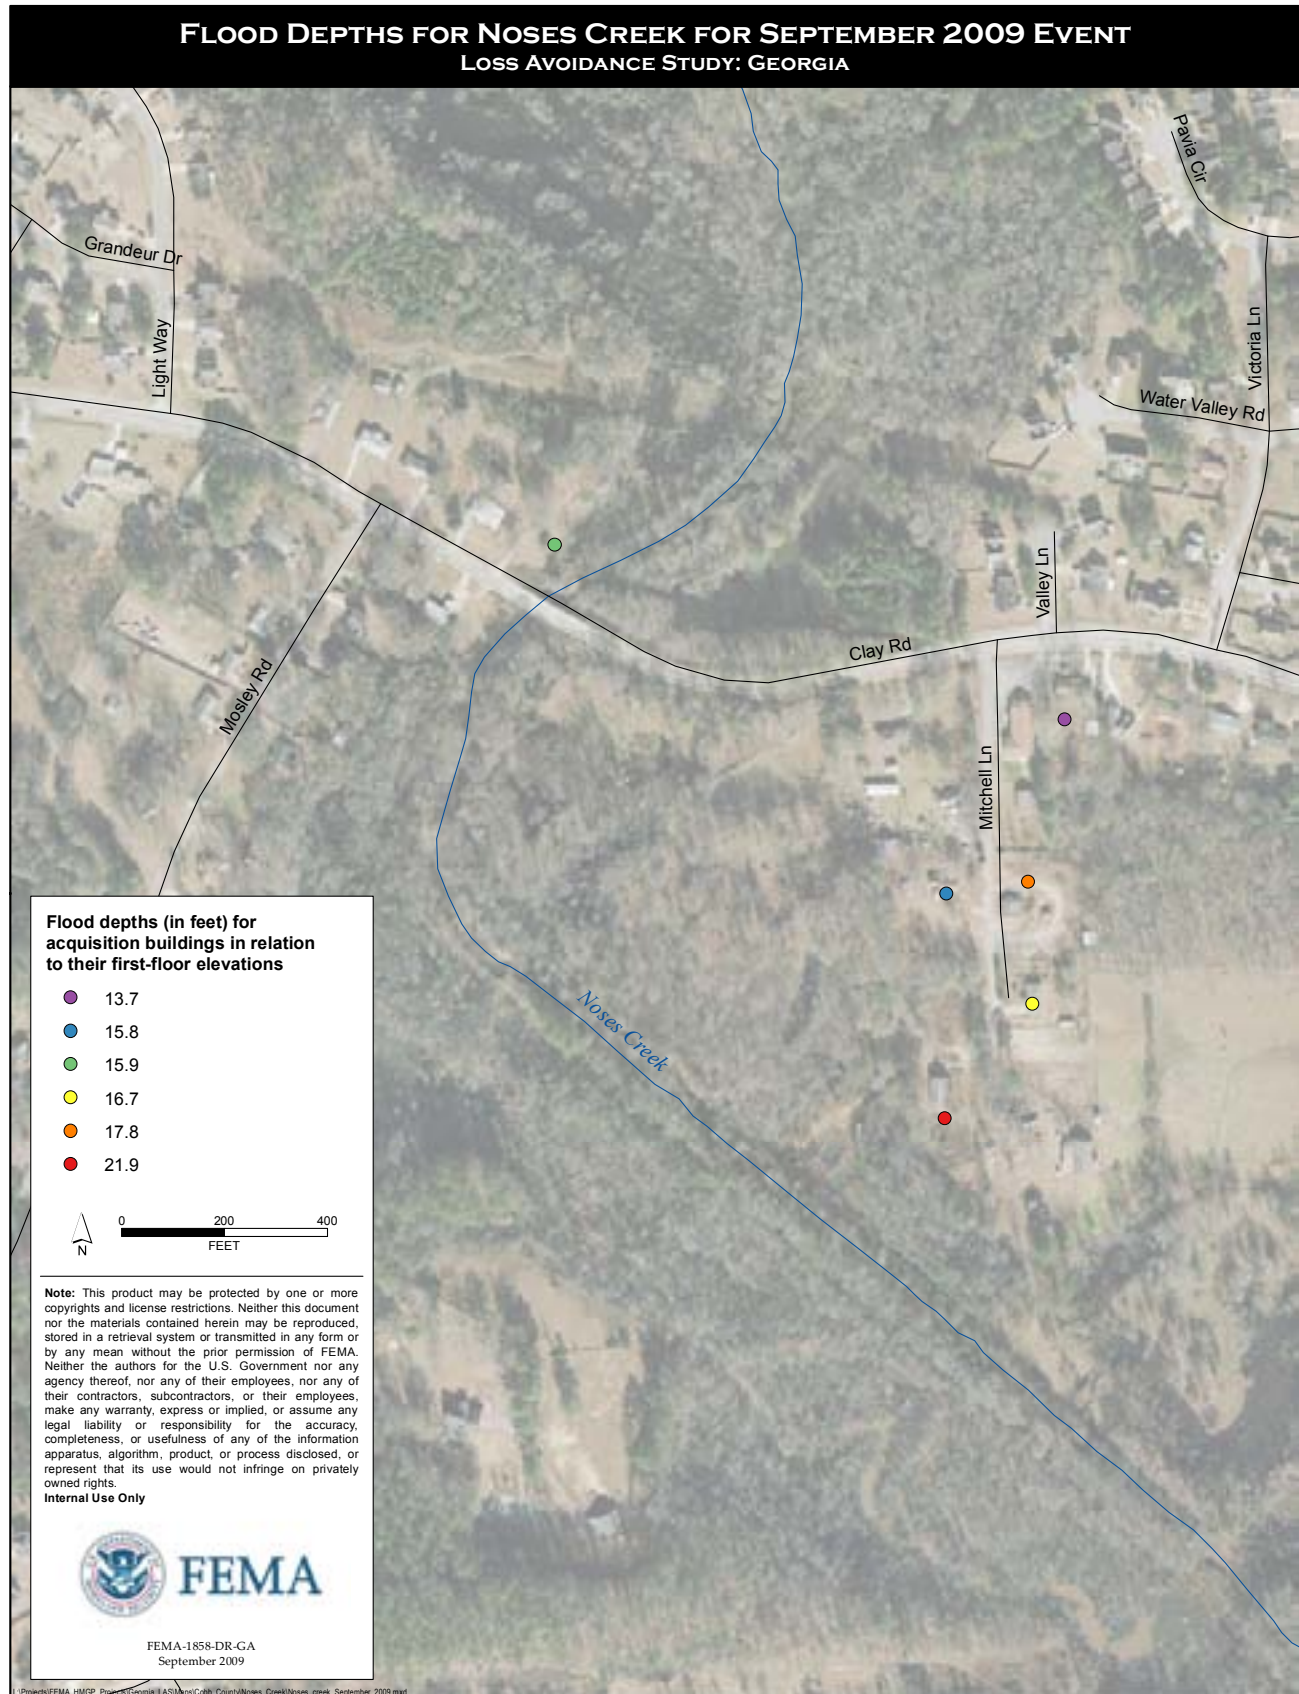 FLOOD DEPTHS FOR NOSES CREEK FOR SEPTEMBER 2009 EVENT
LOSS AVOIDANCE STUDY: GEORGIA
Pavia Cir
Grandeur Dr
Light Way
Victoria Ln
Water Valley Rd
Valley Ln
Clay Rd
Mosley Rd
Mitchell Ln
Noses Creek
Flood depths (in feet) for
acquisition buildings in relation
to their first-floor elevations
13.7
15.8
15.9
16.7
17.8
21.9
0 200 400
FEET
N
Note: This product may be protected by one or more
copyrights and license restrictions. Neither this document
nor the materials contained herein may be reproduced,
stored in a retrieval system or transmitted in any form or
by any mean without the prior permission of FEMA.
Neither the authors for the U.S. Government nor any
agency thereof, nor any of their employees, nor any of
their contractors, subcontractors, or their employees,
make any warranty, express or implied, or assume any
legal liability or responsibility for the accuracy,
completeness, or usefulness of any of the information
apparatus, algorithm, product, or process disclosed, or
represent that its use would not infringe on privately
owned rights.
Internal Use Only
FEMA
FEMA-1858-DR-GA
September 2009
L:\Projects\FEMA_HMGP_Projects\Georgia_LAS\Maps\Cobb_County\Noses_Creek\Noses_creek_September_2009.mxd